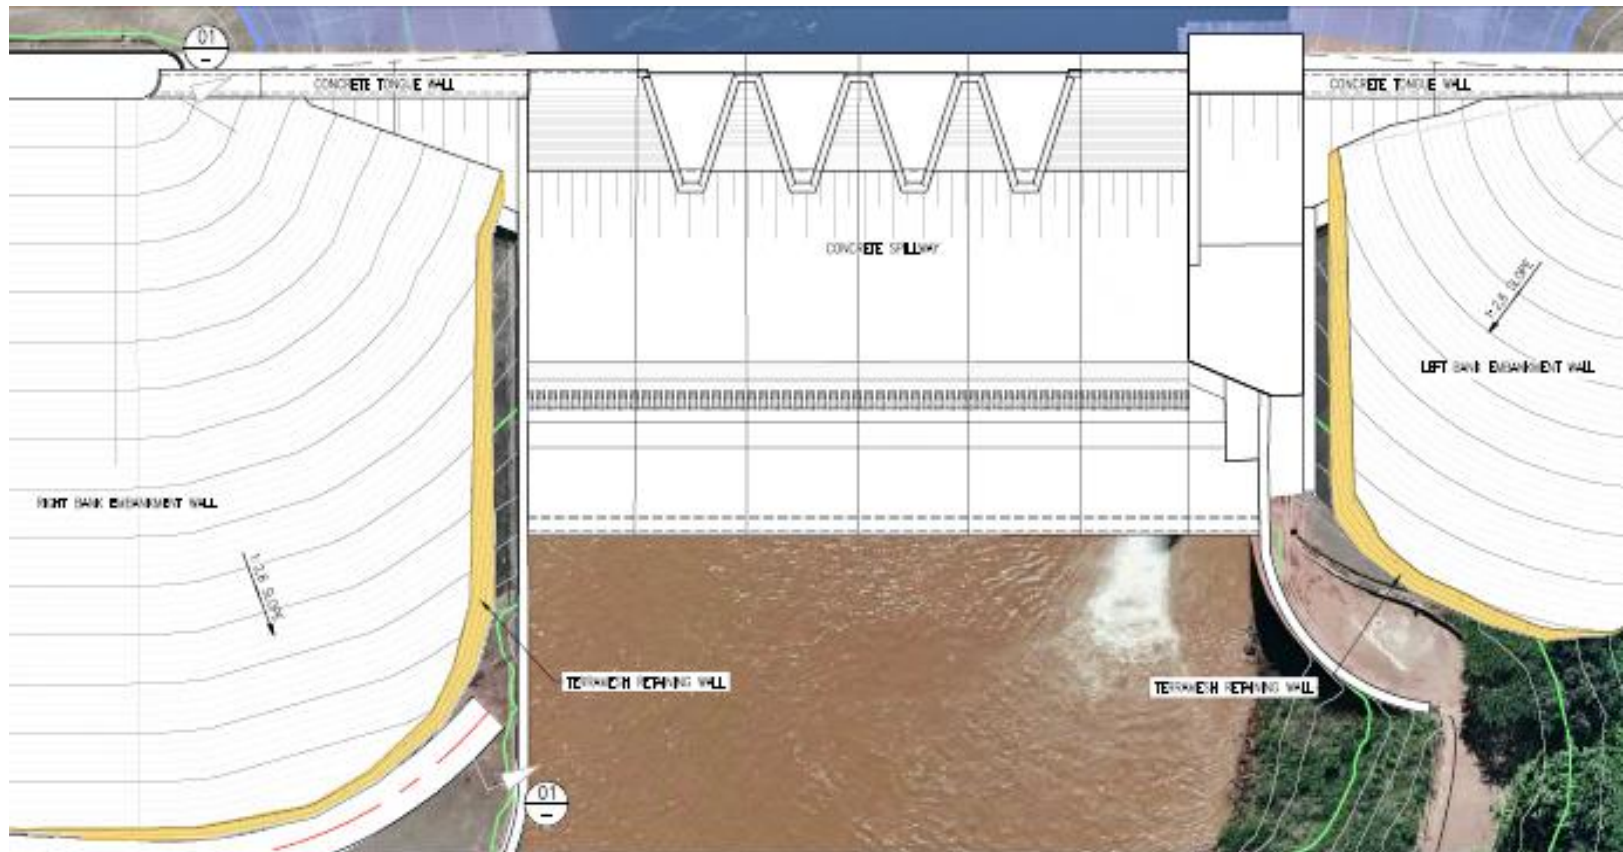 01
-
CONCRETE TONGUE WALL
CONCRETE TONGUE WALL
CONCRETE SPILLWAY
1:2,6 SLOPE
LEFT BANK EMBANKMENT WALL
RIGHT BANK EMBANKMENT WALL
1:2,6 SLOPE
TERRAMESH RETAINING WALL
TERRAMESH RETAINING WALL
01
-